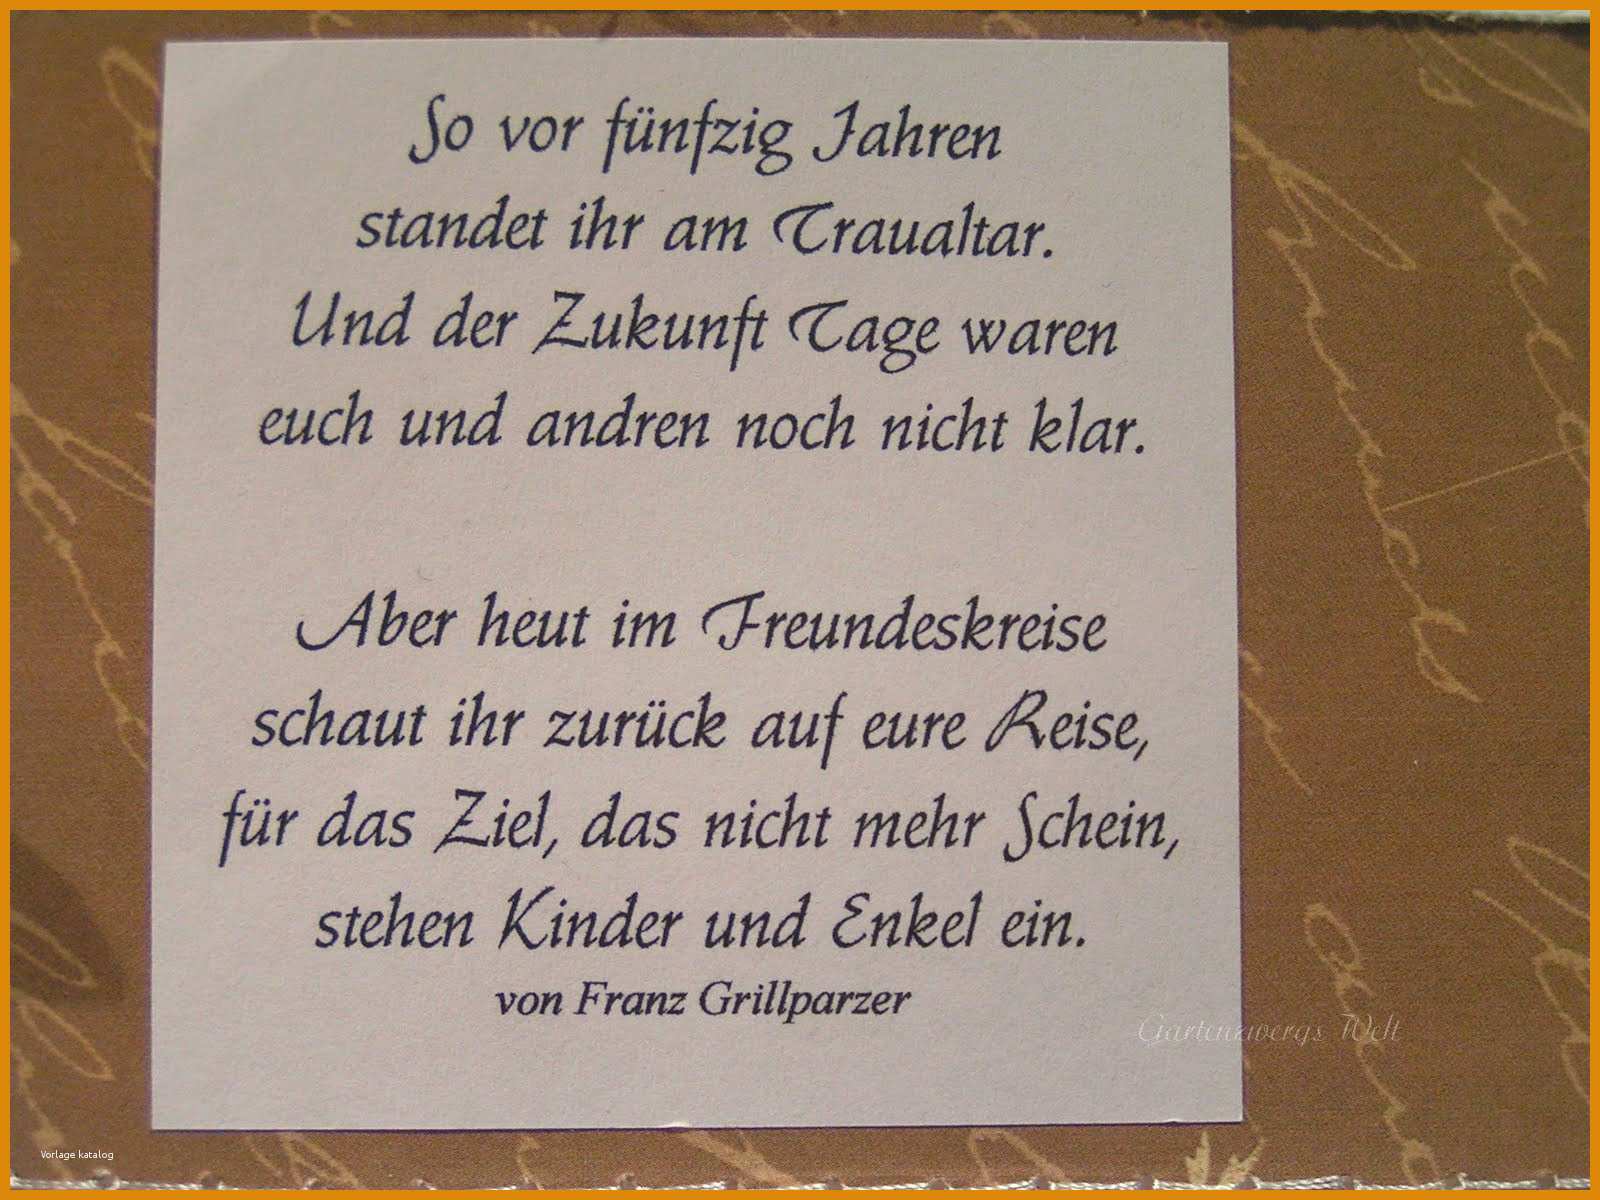 So vor fünfzig Jahren
standet ihr am Traualtar.
Und der Zukunft Tage waren
euch und andren noch nicht klar.
Aber heut im Freundeskreise
schaut ihr zurück auf eure Reise,
für das Ziel, das nicht mehr Schein,
stehen Kinder und Enkel ein.
von Franz Grillparzer
Gartenzwergs Welt
Vorlage katalog